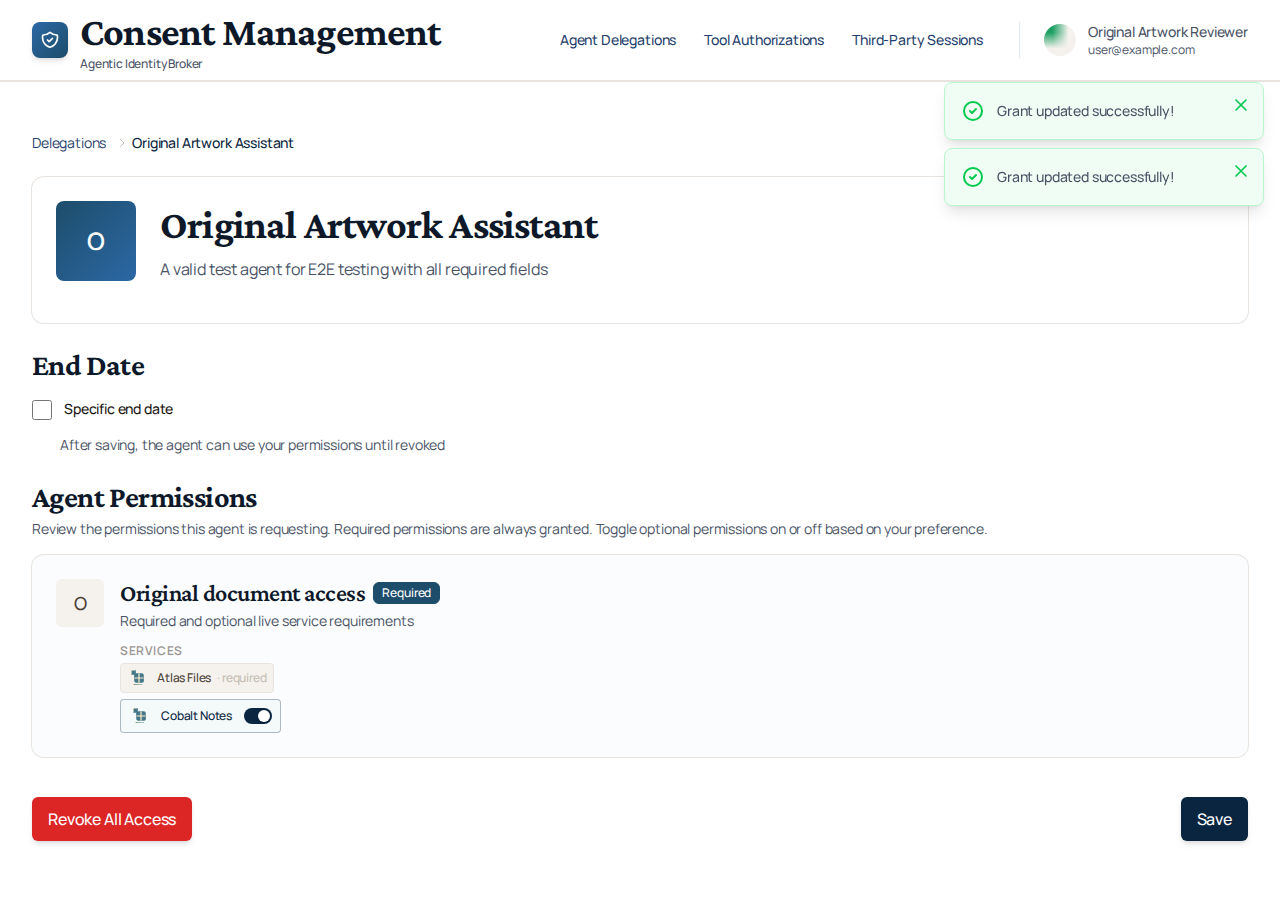 Consent Management
Agentic IdentityBroker
Agent Delegations
Tool Authorizations
Third-Party Sessions
Original Artwork Reviewer
user@example.com
Grant updated successfully!
Grant updated successfully!
Delegations
Original Artwork Assistant
O
Original Artwork Assistant
A valid test agent for E2E testing with all required fields
End Date
Specific end date
After saving, the agent can use your permissions until revoked
Agent Permissions
Review the permissions this agent is requesting. Required permissions are always granted. Toggle optional permissions on or off based on your preference.
O
Original document access
Required
Required and optional live service requirements
SERVICES
Atlas Files · required
Cobalt Notes
Revoke All Access
Save